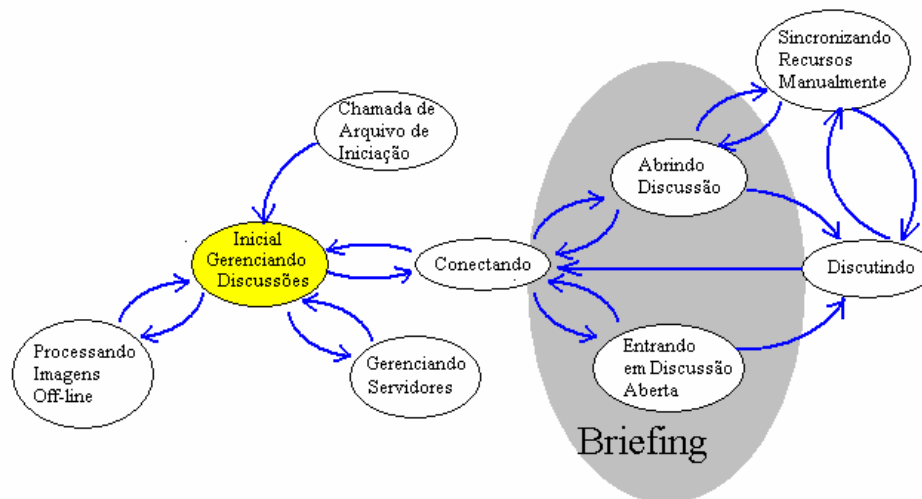 Sincronizando
Recursos
Manualmente
Chamada de
Arquivo de
Iniciação
Abrindo
Discussão
Inicial
Gerenciando
Discussões
Conectando
Discutindo
Processando
Imagens
Off-line
Gerenciando
Servidores
Entrando
em Discussão
Aberta
Briefing